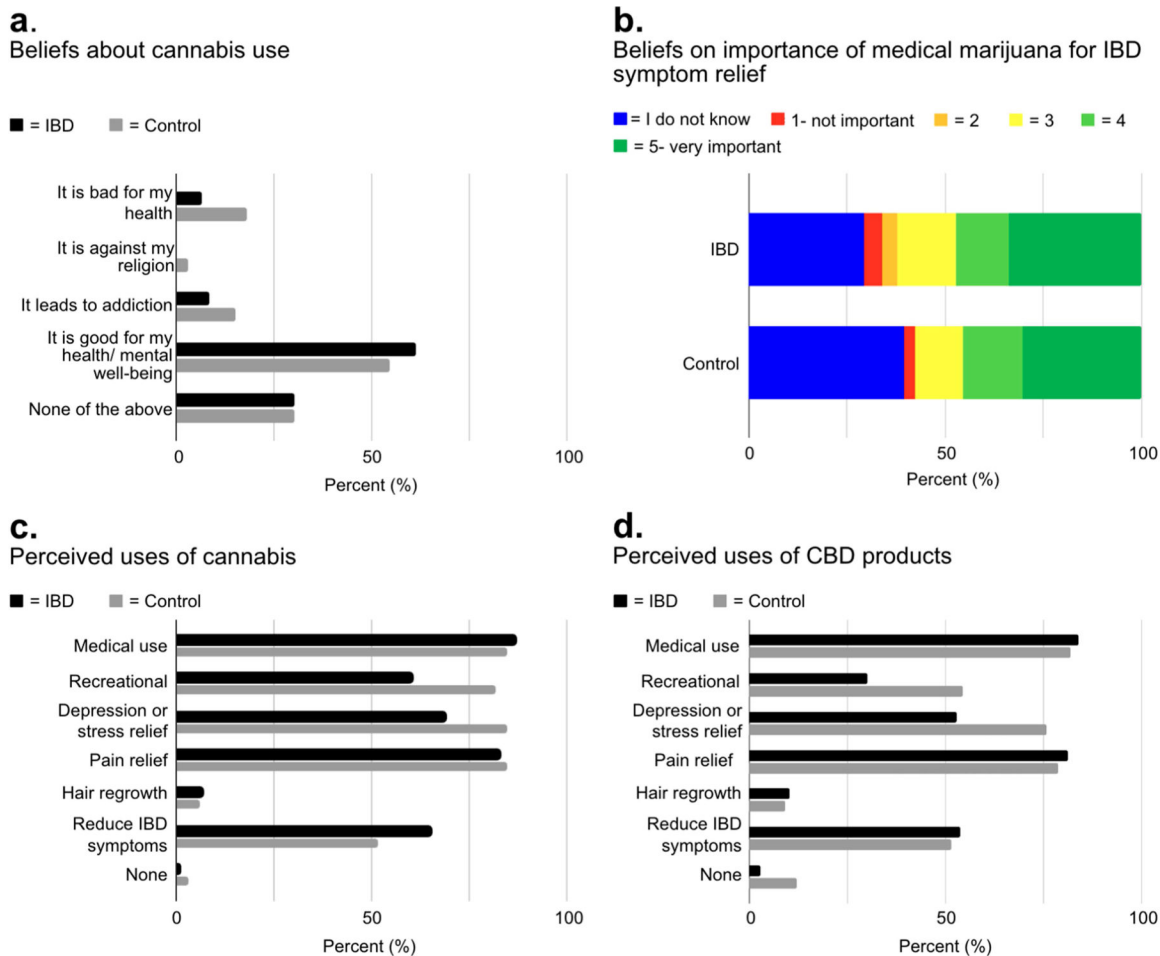 a.
Beliefs about cannabis use
= IBD = Control
It is bad for my
health
It is against my
religion
It leads to addiction
It is good for my
health/ mental
well-being
None of the above
0 50 100
Percent (%)
b.
Beliefs on importance of medical marijuana for IBD
symptom relief
= I do not know 1- not important = 2 = 3 = 4
= 5- very important
IBD
Control
0 50 100
Percent (%)
c.
Perceived uses of cannabis
= IBD = Control
Medical use
Recreational
Depression or
stress relief
Pain relief
Hair regrowth
Reduce IBD
symptoms
None
0 50 100
Percent (%)
d.
Perceived uses of CBD products
= IBD = Control
Medical use
Recreational
Depression or
stress relief
Pain relief
Hair regrowth
Reduce IBD
symptoms
None
0 50 100
Percent (%)